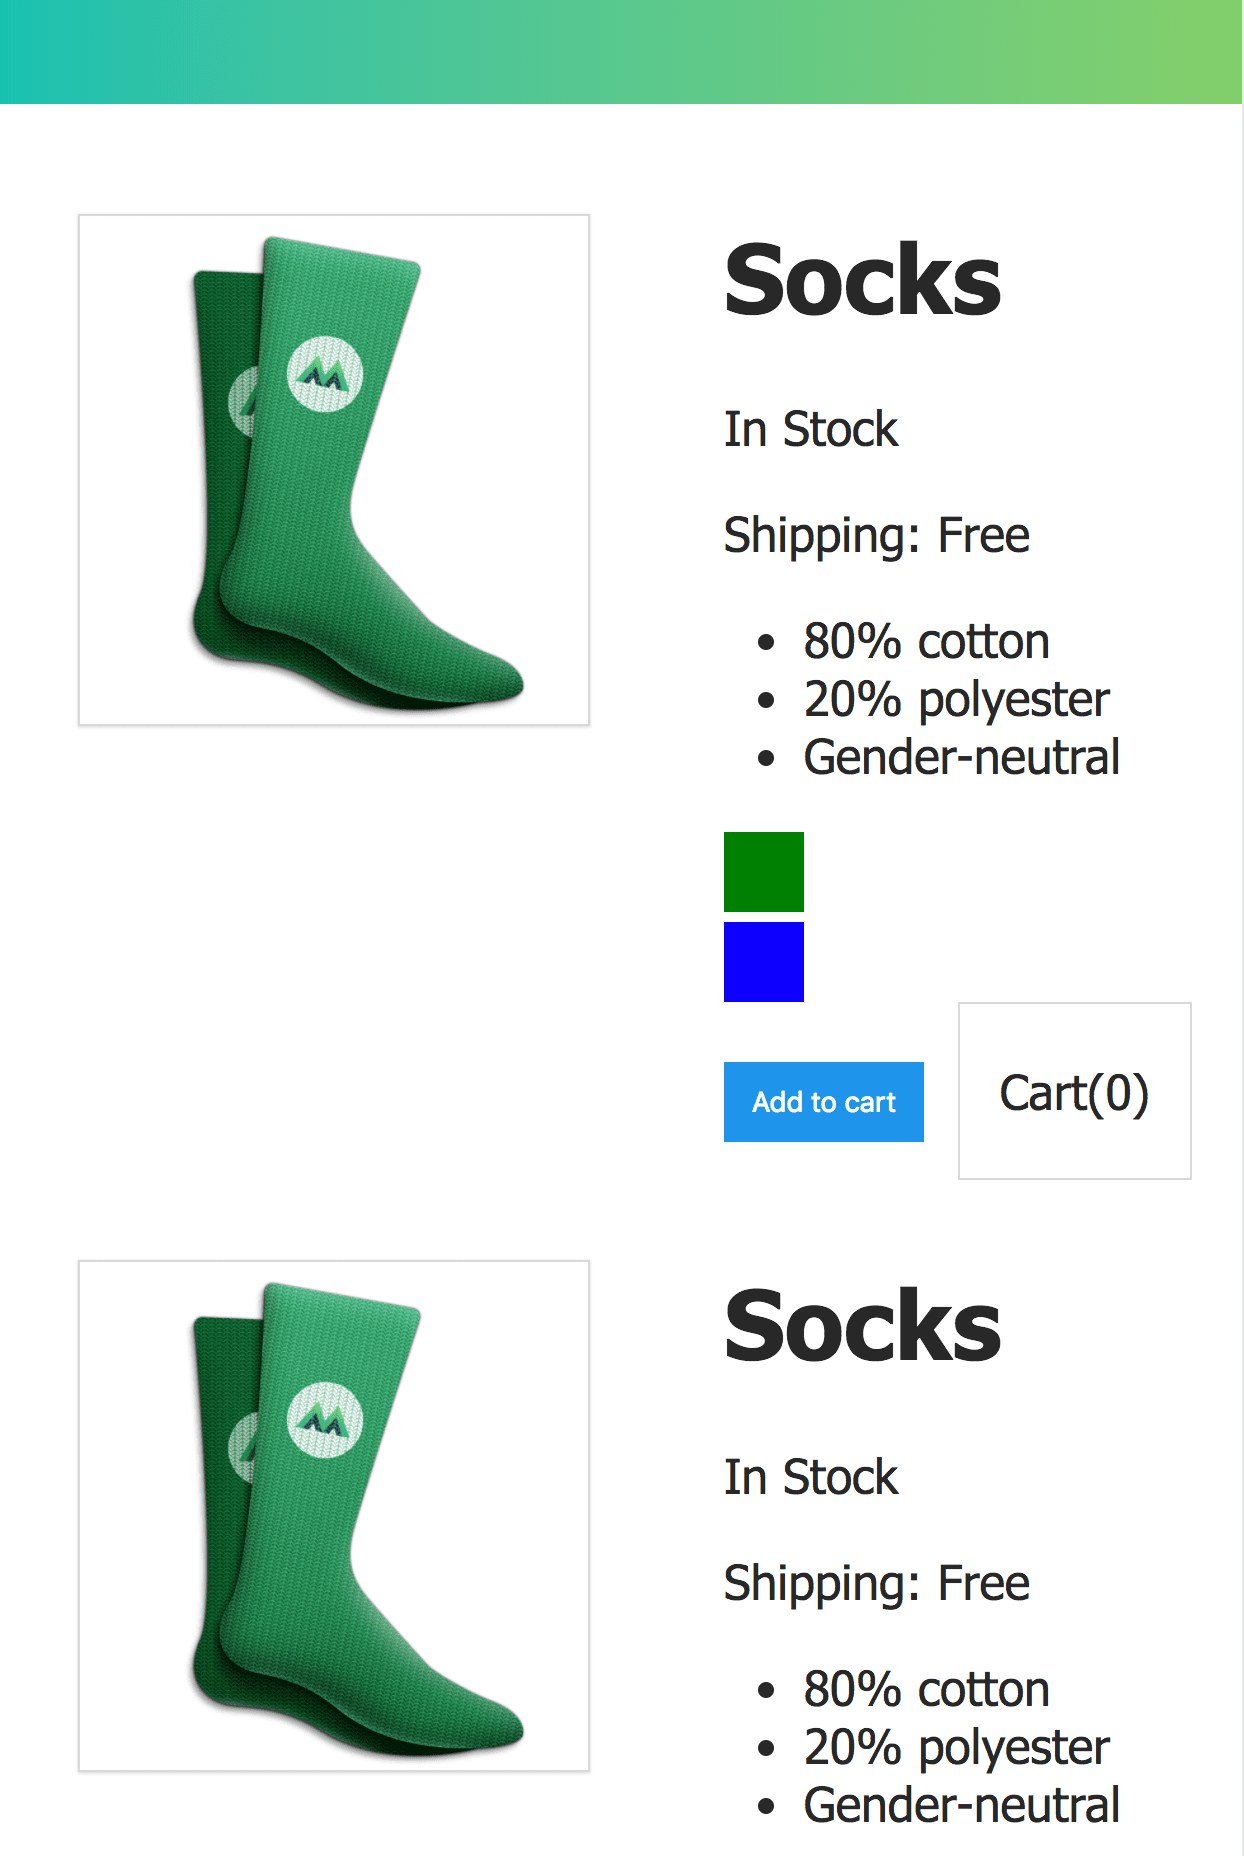 Socks
In Stock
Shipping: Free
• 80% cotton
• 20% polyester
• Gender-neutral
Add to cart
Cart(0)
Socks
In Stock
Shipping: Free
• 80% cotton
• 20% polyester
• Gender-neutral